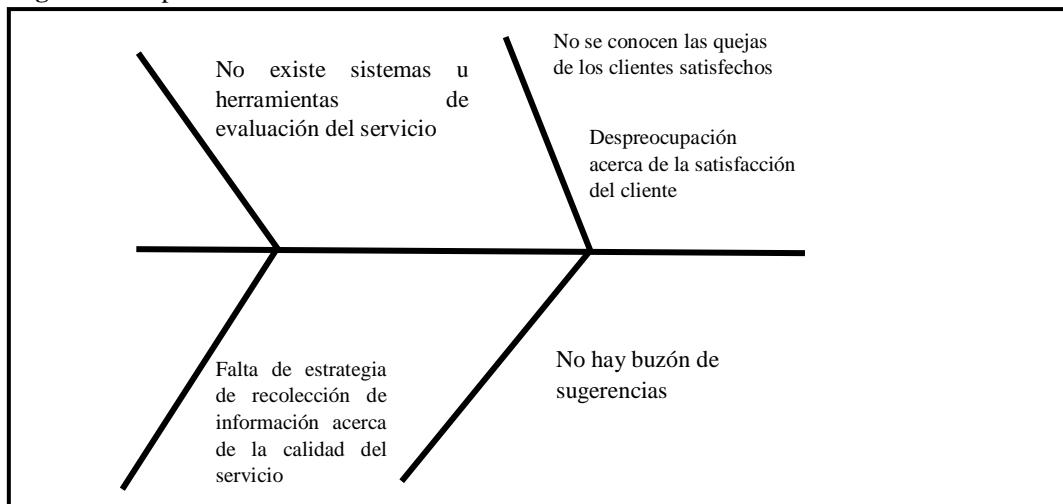 No existe sistemas u
herramientas de
evaluación del servicio
No se conocen las quejas
de los clientes satisfechos
Despreocupación
acerca de la satisfacción
del cliente
Falta de estrategia
de recolección de
información acerca
de la calidad del
servicio
No hay buzón de
sugerencias